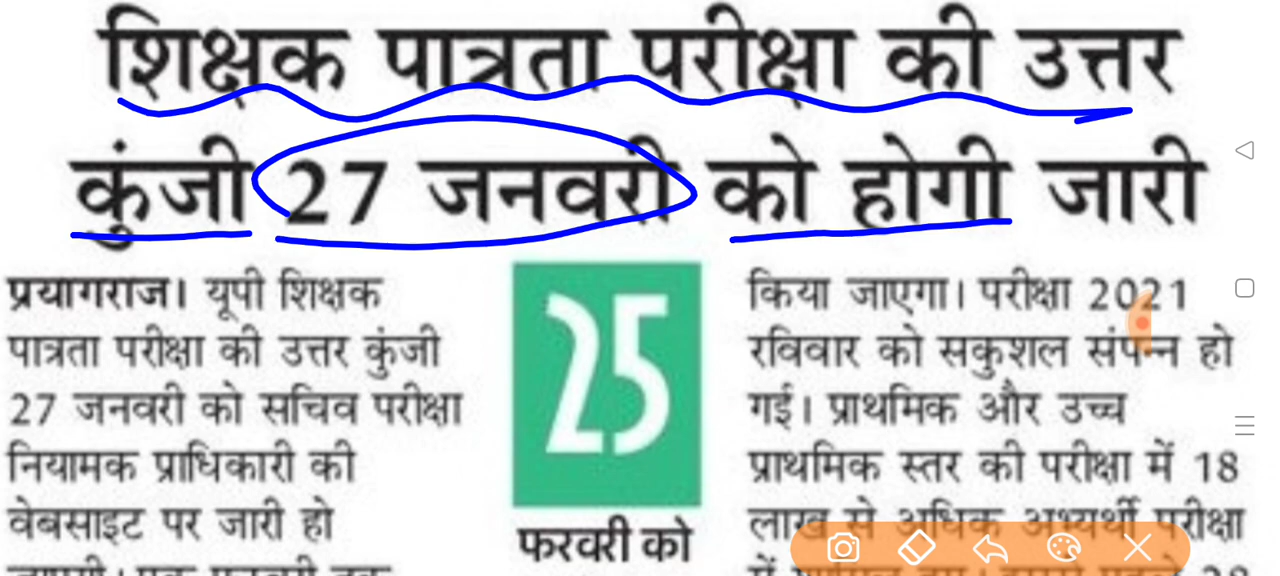 शिक्षक पात्रता परीक्षा की उत्तर
कुंजी 27 जनवरी को होगी जारी
प्रयागराज। यूपी शिक्षक
पात्रता परीक्षा की उत्तर कुंजी
27 जनवरी को सचिव परीक्षा
नियामक प्राधिकारी की
वेबसाइट पर जारी हो
25
फरवरी को
किया जाएगा। परीक्षा 2021
रविवार को सकुशल संपन्न हो
गई। प्राथमिक और उच्च
प्राथमिक स्तर की परीक्षा में 18
लाख से अधिक अभ्यर्थी परीक्षा